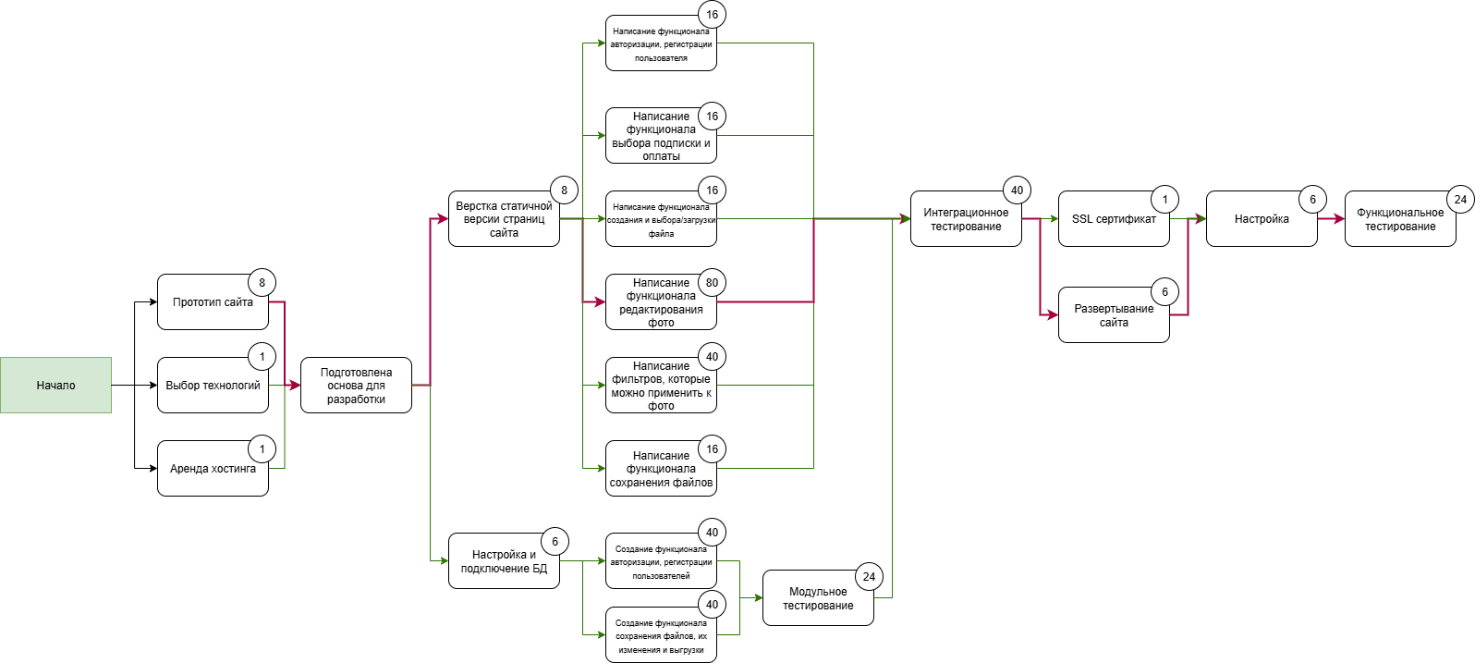 Начало
Прототип сайта
8
Выбор технологий
1
Аренда хостинга
1
Подготовлена
основа для
разработки
Верстка статичной
версии страниц
сайта
8
Настройка и
подключение БД
6
Написание функционала
авторизации, регистрации
пользователя
16
Написание
функционала
выбора подписки и
оплаты
16
Написание функционала
создания и выбора/загрузки
файла
16
Написание
функционала
редактирования
фото
80
Написание
фильтров, которые
можно применить к
фото
40
Написание
функционала
сохранения файлов
16
Создание функционала
авторизации, регистрации
пользователей
40
Создание функционала
сохранения файлов, их
изменения и выгрузки
40
Модульное
тестирование
24
Интеграционное
тестирование
40
SSL сертификат
1
Развертывание
сайта
6
Настройка
6
Функциональное
тестирование
24